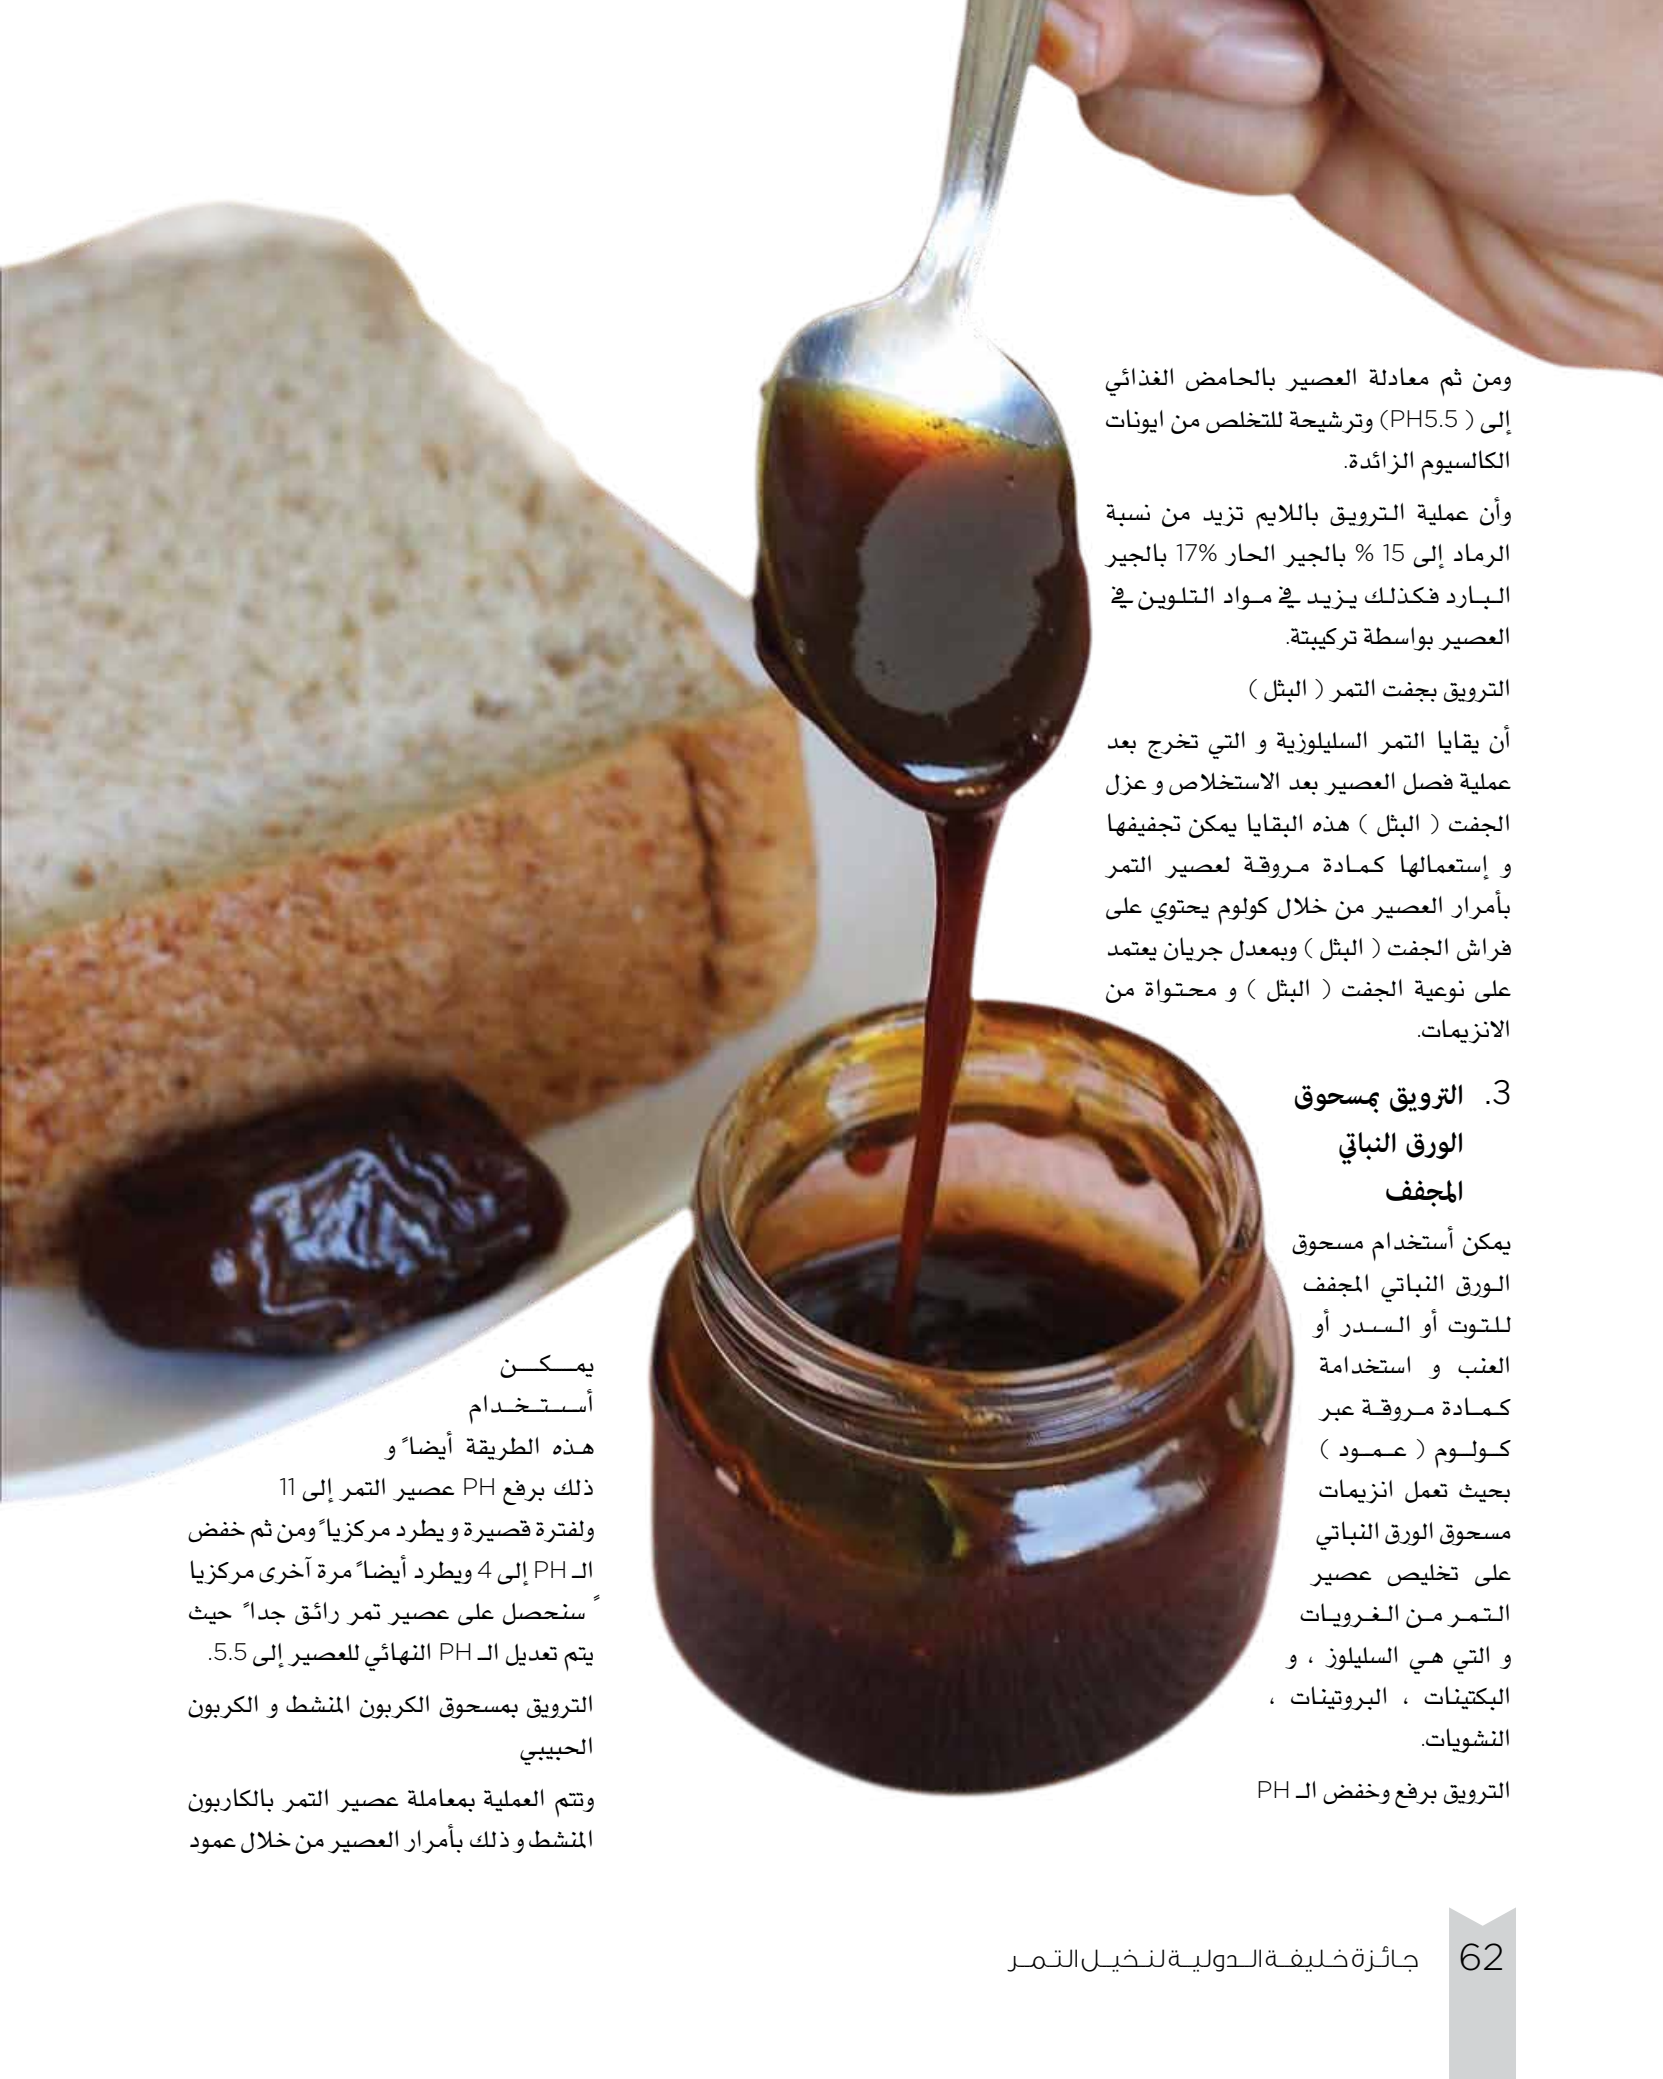 ومن ثم معادلة العصير بالحامض الغذائي
إلى ( PH5.5) وترشيحة للتخلص من ايونات
الكالسيوم الزائدة.
وأن عملية الترويق باللايم تزيد من نسبة
الرماد إلى 15 % بالجير الحار 17% بالجير
البارد فكذلك يزيد في مواد التلوين في
العصير بواسطة تركيبتة.
الترويق بجفت التمر ( البثل )
أن يقايا التمر السليلوزية و التي تخرج بعد
عملية فصل العصير بعد الاستخلاص و عزل
الجفت ( البثل ) هذه البقايا يمكن تجفيفها
و إستعمالها كمادة مروقة لعصير التمر
بأمرار العصير من خلال كولوم يحتوي على
فراش الجفت ( البثل ) وبمعدل جريان يعتمد
على نوعية الجفت ( البثل ) و محتواة من
الانزيمات.
3. الترويق بمسحوق
الورق النباتي
المجفف
يمكن أستخدام مسحوق
الورق النباتي المجفف
للتوت أو السدر أو
العنب و استخدامة
كمادة مروقة عبر
كولوم ( عمود )
بحيث تعمل انزيمات
مسحوق الورق النباتي
على تخليص عصير
التمر من الغرويات
و التي هي السليلوز ، و
البكتينات ، البروتينات ،
النشويات.
الترويق برفع وخفض الـ PH
يمكن
أستخدام
هذه الطريقة أيضاً و
ذلك برفع PH عصير التمر إلى 11
ولفترة قصيرة و يطرد مركزياً ومن ثم خفض
الـ PH إلى 4 ويطرد أيضاً مرة آخرى مركزيا
ً سنحصل على عصير تمر رائق جداً حيث
يتم تعديل الـ PH النهائي للعصير إلى 5.5.
الترويق بمسحوق الكربون المنشط و الكربون
الحبيبي
وتتم العملية بمعاملة عصير التمر بالكاربون
المنشط و ذلك بأمرار العصير من خلال عمود
62 جائزة خليفة الدولية لنخيل التمر